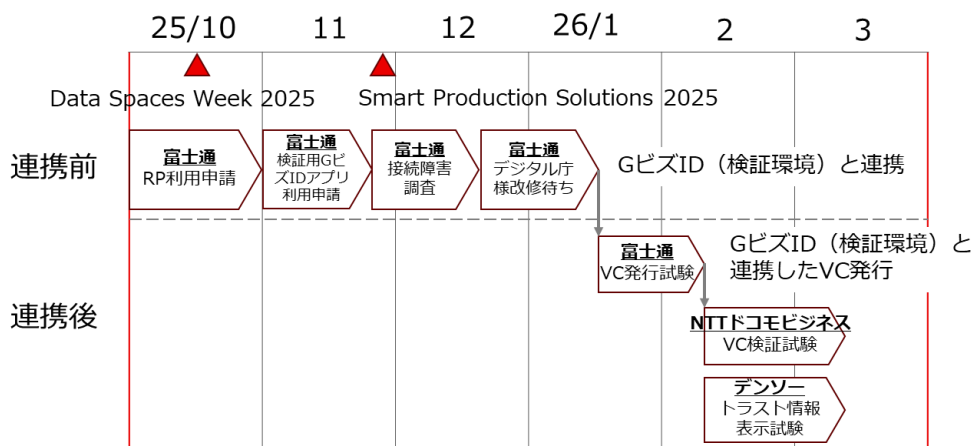 25/10 11 12 26/1 2 3
Data Spaces Week 2025 Smart Production Solutions 2025
連携前
富士通
RP利用申請
富士通
検証用Gビ
ズIDアプリ
利用申請
富士通
接続障害
調査
富士通
デジタル庁
様改修待ち
GビズID（検証環境）と連携
連携後
富士通
VC発行試験
GビズID（検証環境）と
連携したVC発行
NTTドコモビジネス
VC検証試験
デンソー
トラスト情報
表示試験